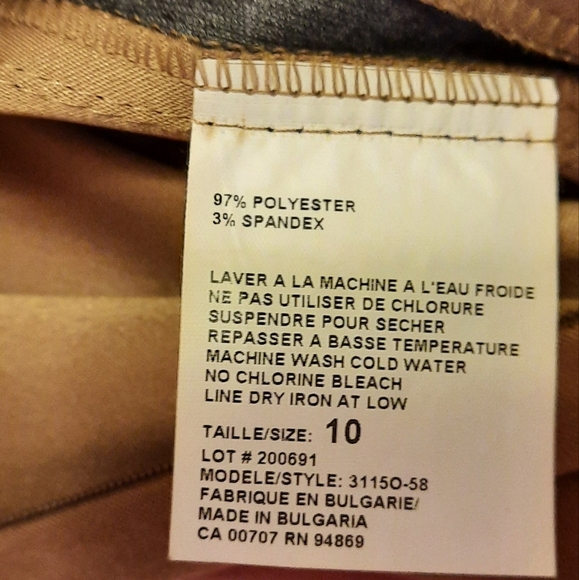 97% POLYESTER
3% SPANDEX
LAVER A LA MACHINE A L'EAU FROIDE
NE PAS UTILISER DE CHLORURE
SUSPENDRE POUR SECHER
REPASSER A BASSE TEMPERATURE
MACHINE WASH COLD WATER
NO CHLORINE BLEACH
LINE DRY IRON AT LOW
TAILLE/SIZE: 10
LOT # 200691
MODELE/STYLE: 3115O-58
FABRIQUE EN BULGARIE/
MADE IN BULGARIA
CA 00707 RN 94869